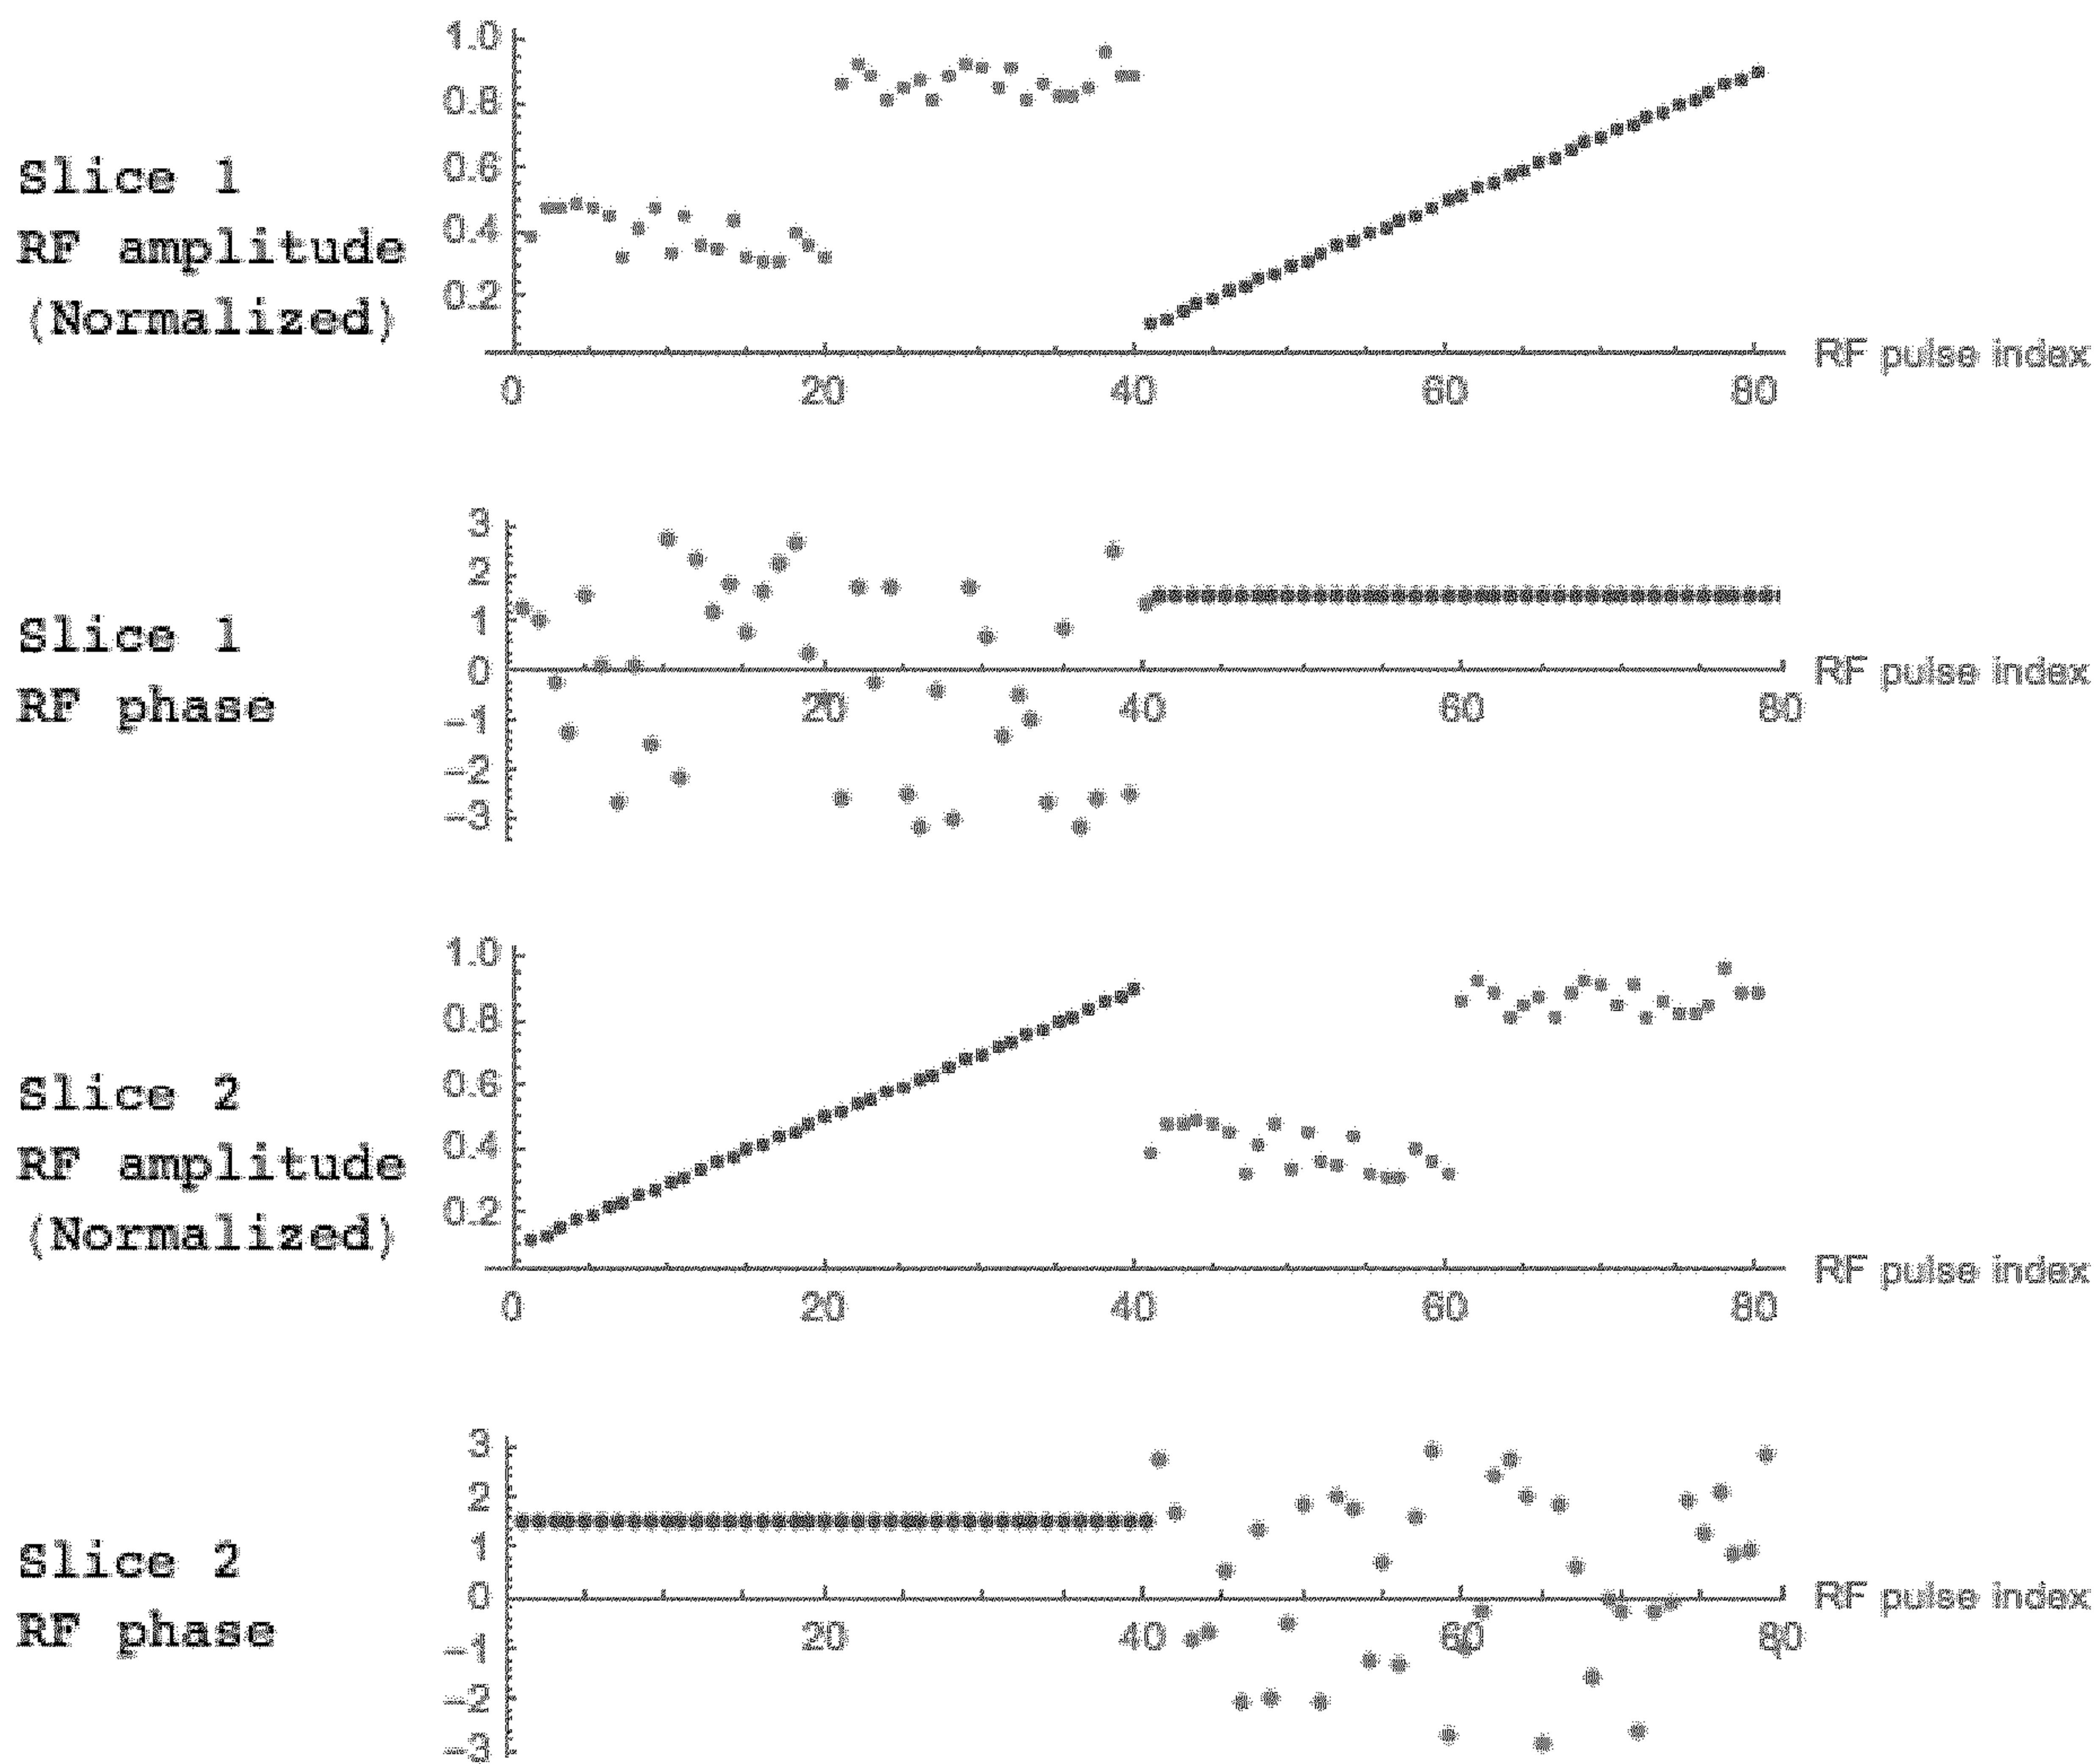 Slice 1
RF amplitude
(Normalized)
1.0
0.8
0.6
0.4
0.2
0 20 40 60 80
RF pulse index
Slice 1
RF phase
3
2
1
0
-1
-2
-3
20 40 60 80
RF pulse index
Slice 2
RF amplitude
(Normalized)
1.0
0.8
0.6
0.4
0.2
0 20 40 60 80
RF pulse index
Slice 2
RF phase
3
2
1
0
-1
-2
-3
20 40 60 80
RF pulse index